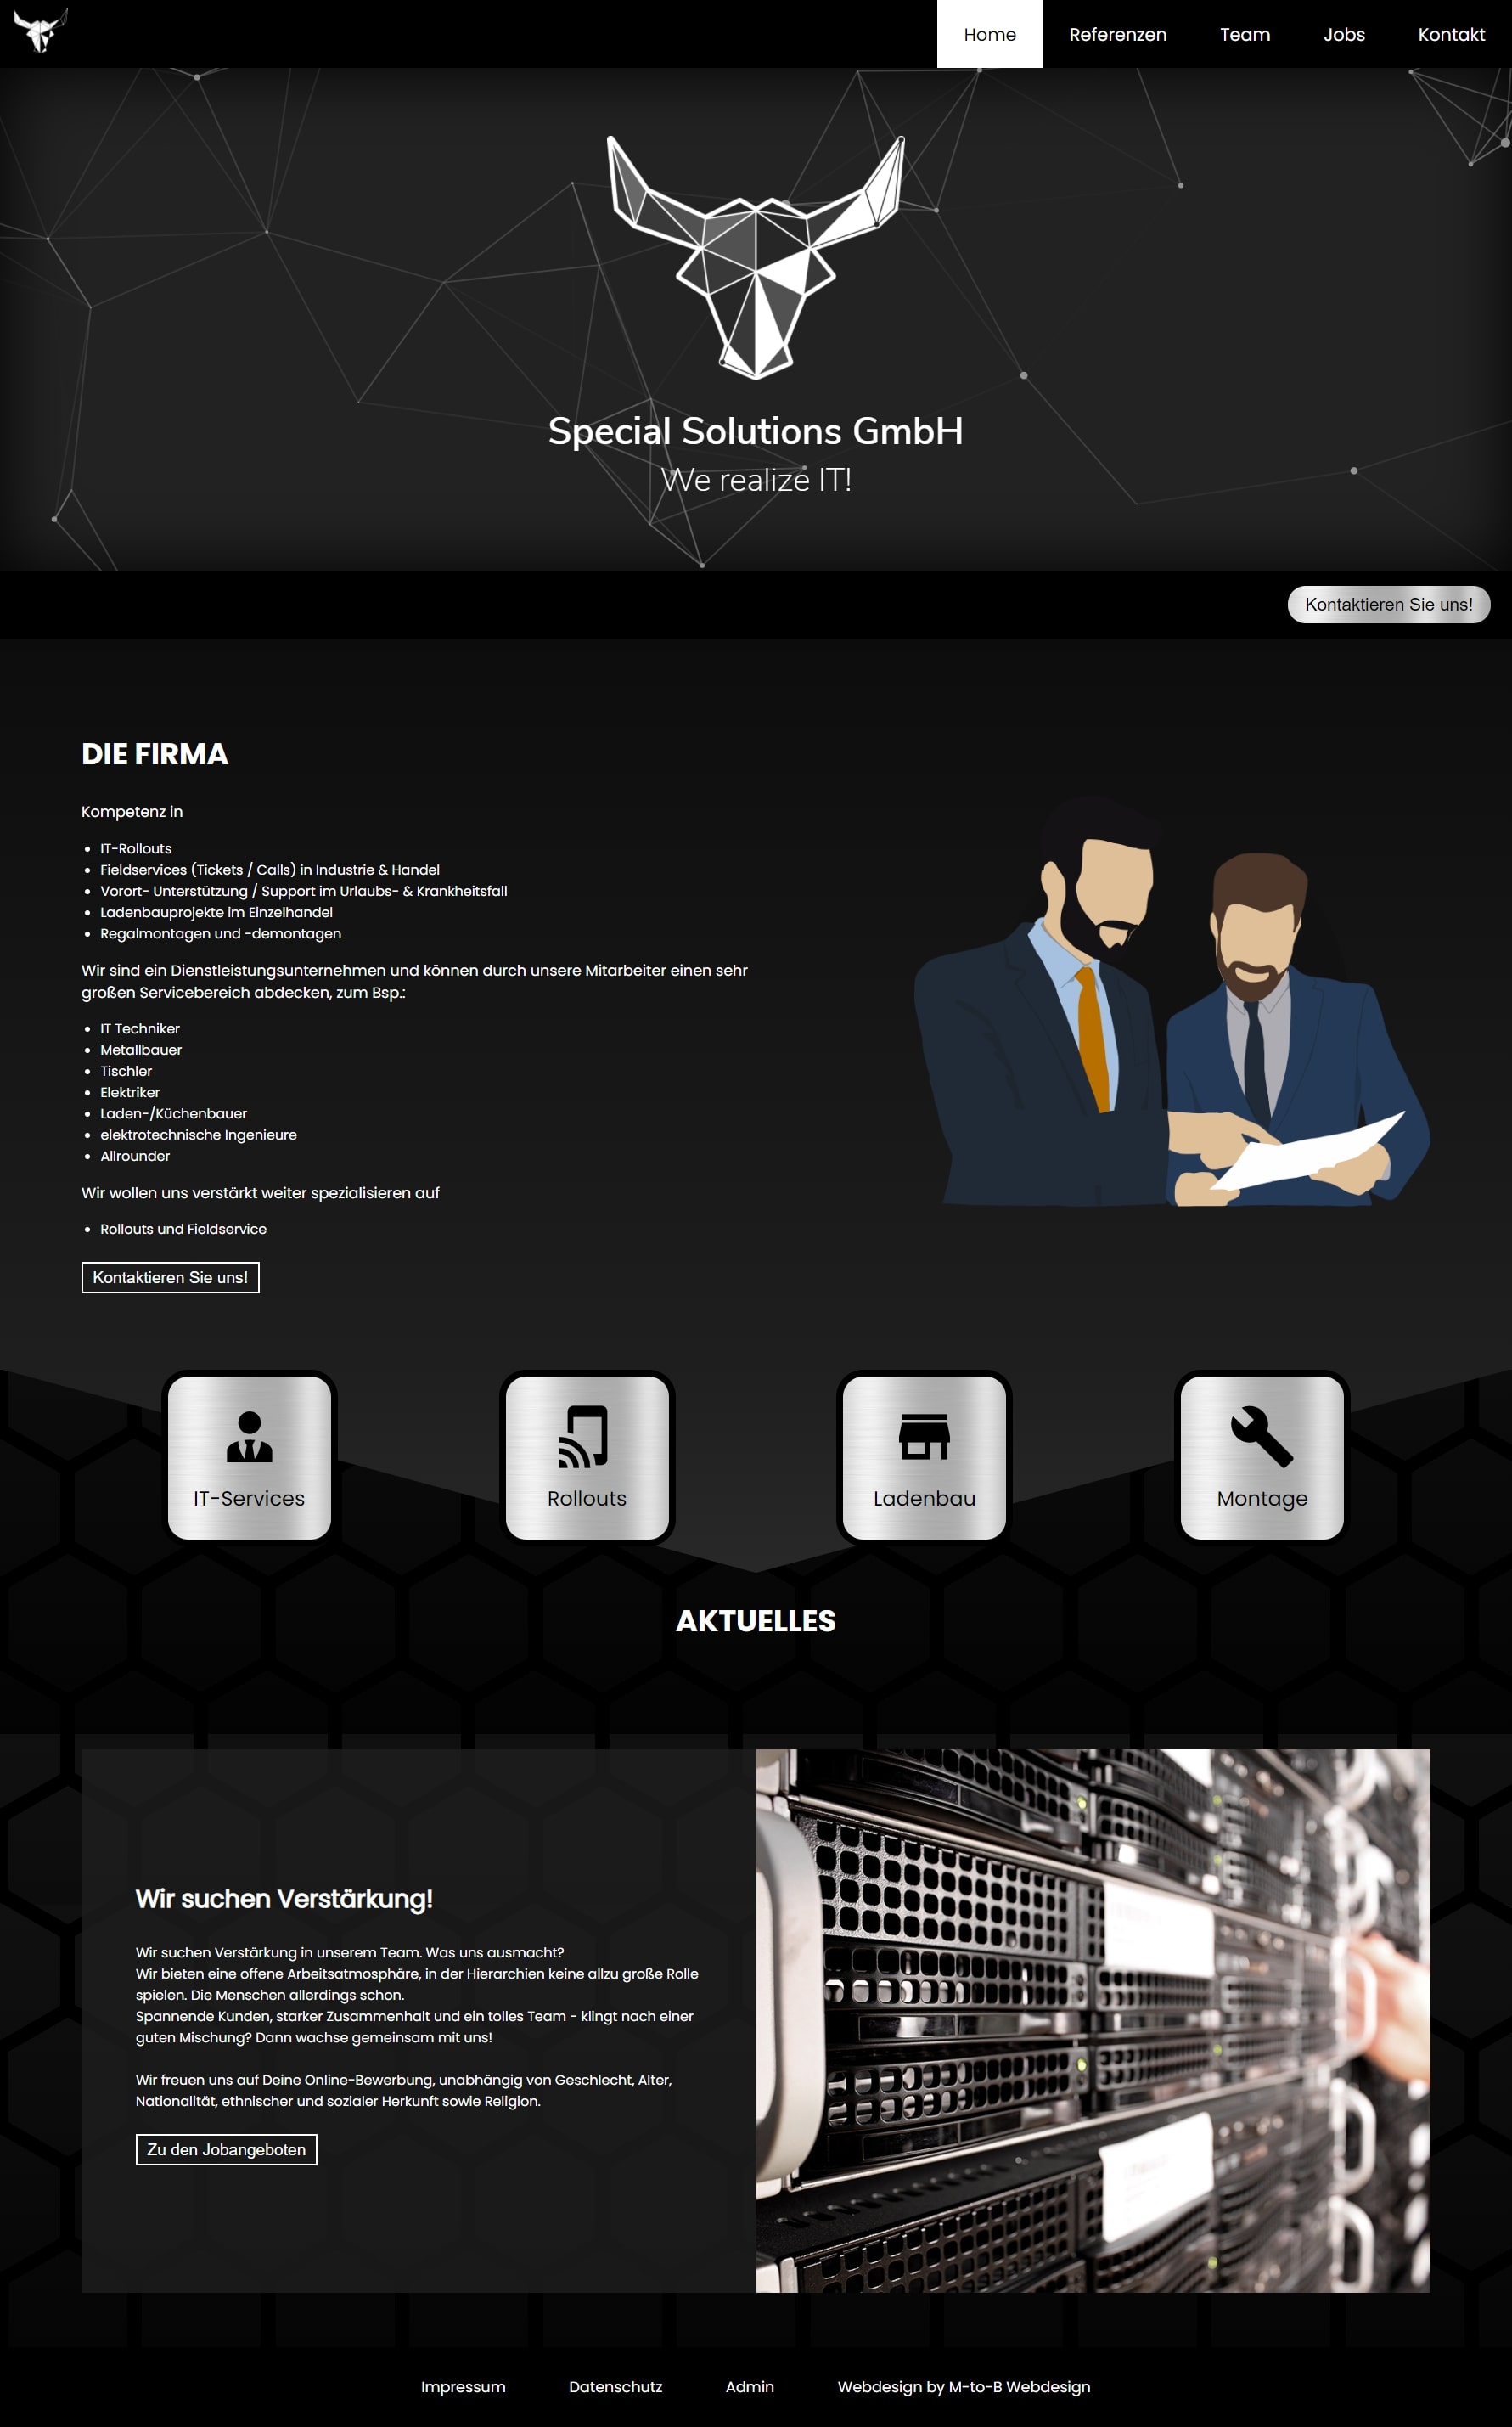 Home
Referenzen
Team
Jobs
Kontakt
Special Solutions GmbH
We realize IT!
Kontaktieren Sie uns!
DIE FIRMA
Kompetenz in
IT-Rollouts
Fieldservices (Tickets / Calls) in Industrie & Handel
Vorort- Unterstützung / Support im Urlaubs- & Krankheitsfall
Ladenbauprojekte im Einzelhandel
Regalmontagen und -demontagen
Wir sind ein Dienstleistungsunternehmen und können durch unsere Mitarbeiter einen sehr
großen Servicebereich abdecken, zum Bsp.:
IT Techniker
Metallbauer
Tischler
Elektriker
Laden-/Küchenbauer
elektrotechnische Ingenieure
Allrounder
Wir wollen uns verstärkt weiter spezialisieren auf
Rollouts und Fieldservice
Kontaktieren Sie uns!
IT-Services
Rollouts
Ladenbau
Montage
AKTUELLES
Wir suchen Verstärkung!
Wir suchen Verstärkung in unserem Team. Was uns ausmacht?
Wir bieten eine offene Arbeitsatmosphäre, in der Hierarchien keine allzu große Rolle
spielen. Die Menschen allerdings schon.
Spannende Kunden, starker Zusammenhalt und ein tolles Team - klingt nach einer
guten Mischung? Dann wachse gemeinsam mit uns!
Wir freuen uns auf Deine Online-Bewerbung, unabhängig von Geschlecht, Alter,
Nationalität, ethnischer und sozialer Herkunft sowie Religion.
Zu den Jobangeboten
Impressum
Datenschutz
Admin
Webdesign by M-to-B Webdesign